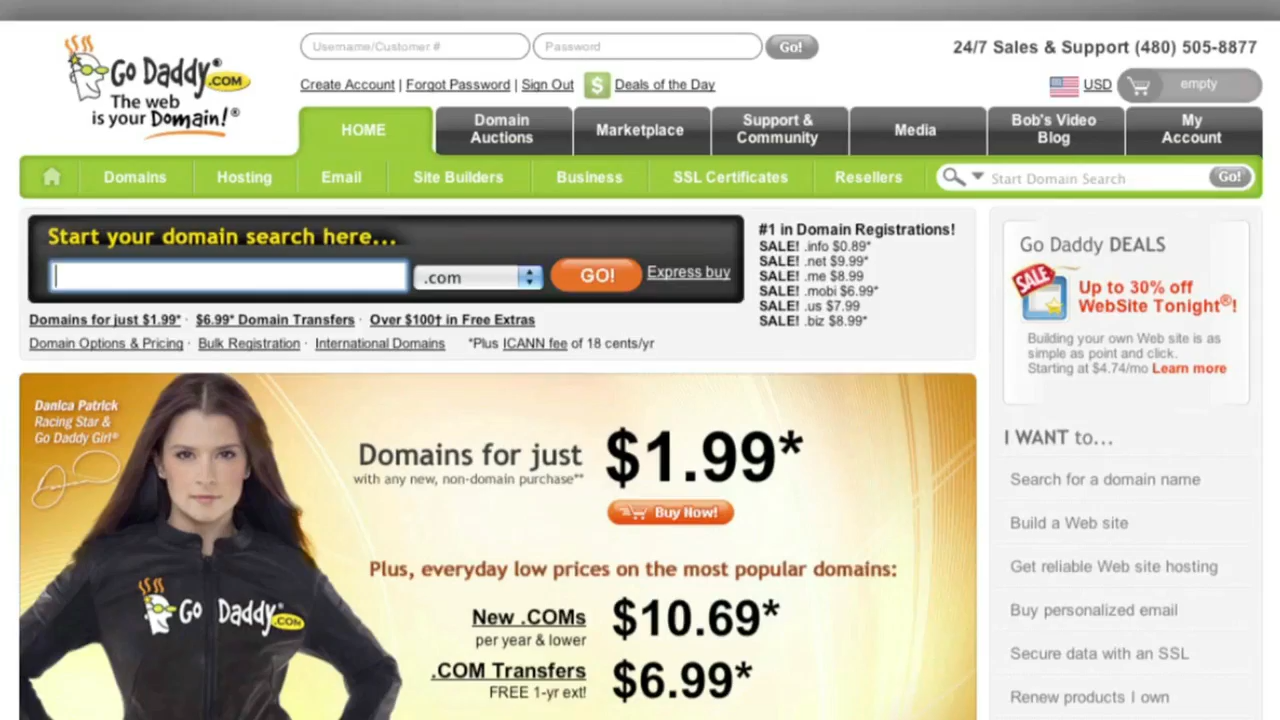 Go Daddy®.COM
The web
is your Domain!®
Username/Customer #
Password
Go!
24/7 Sales & Support (480) 505-8877
Create Account | Forgot Password | Sign Out
$
Deals of the Day
USD
empty
HOME
Domain
Auctions
Marketplace
Support &
Community
Media
Bob's Video
Blog
My
Account
Domains
Hosting
Email
Site Builders
Business
SSL Certificates
Resellers
Start Domain Search
Go!
Start your domain search here...
.com
GO!
Express buy
Domains for just $1.99* · $6.99* Domain Transfers · Over $100† in Free Extras
Domain Options & Pricing · Bulk Registration · International Domains
*Plus ICANN fee of 18 cents/yr
#1 in Domain Registrations!
SALE! .info $0.89*
SALE! .net $9.99*
SALE! .me $8.99
SALE! .mobi $6.99*
SALE! .us $7.99
SALE! .biz $8.99*
Go Daddy DEALS
SALE
Up to 30% off
WebSite Tonight®!
Building your own Web site is as
simple as point and click.
Starting at $4.74/mo Learn more
Danica Patrick
Racing Star &
Go Daddy Girl®
Domains for just
with any new, non-domain purchase**
$1.99*
Buy Now!
Plus, everyday low prices on the most popular domains:
New .COMs
per year & lower
$10.69*
.COM Transfers
FREE 1-yr ext!
$6.99*
Go Daddy®.COM
I WANT to...
Search for a domain name
Build a Web site
Get reliable Web site hosting
Buy personalized email
Secure data with an SSL
Renew products I own